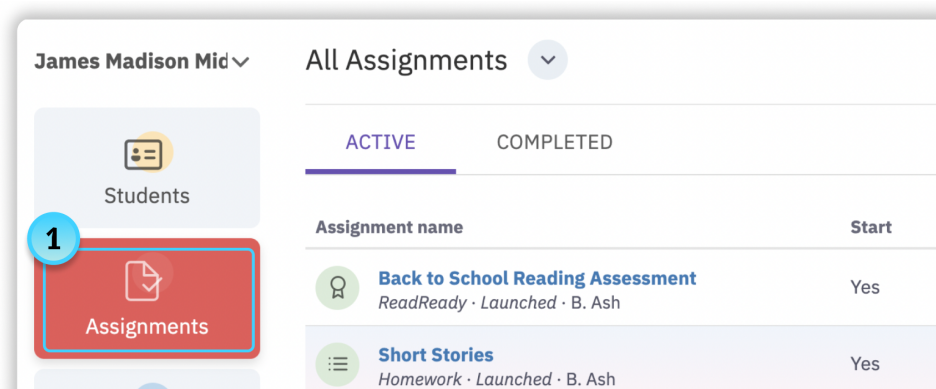 James Madison Mid
All Assignments
Students
1
Assignments
ACTIVE COMPLETED
Assignment name Start
Back to School Reading Assessment Yes
ReadReady · Launched · B. Ash
Short Stories Yes
Homework · Launched · B. Ash